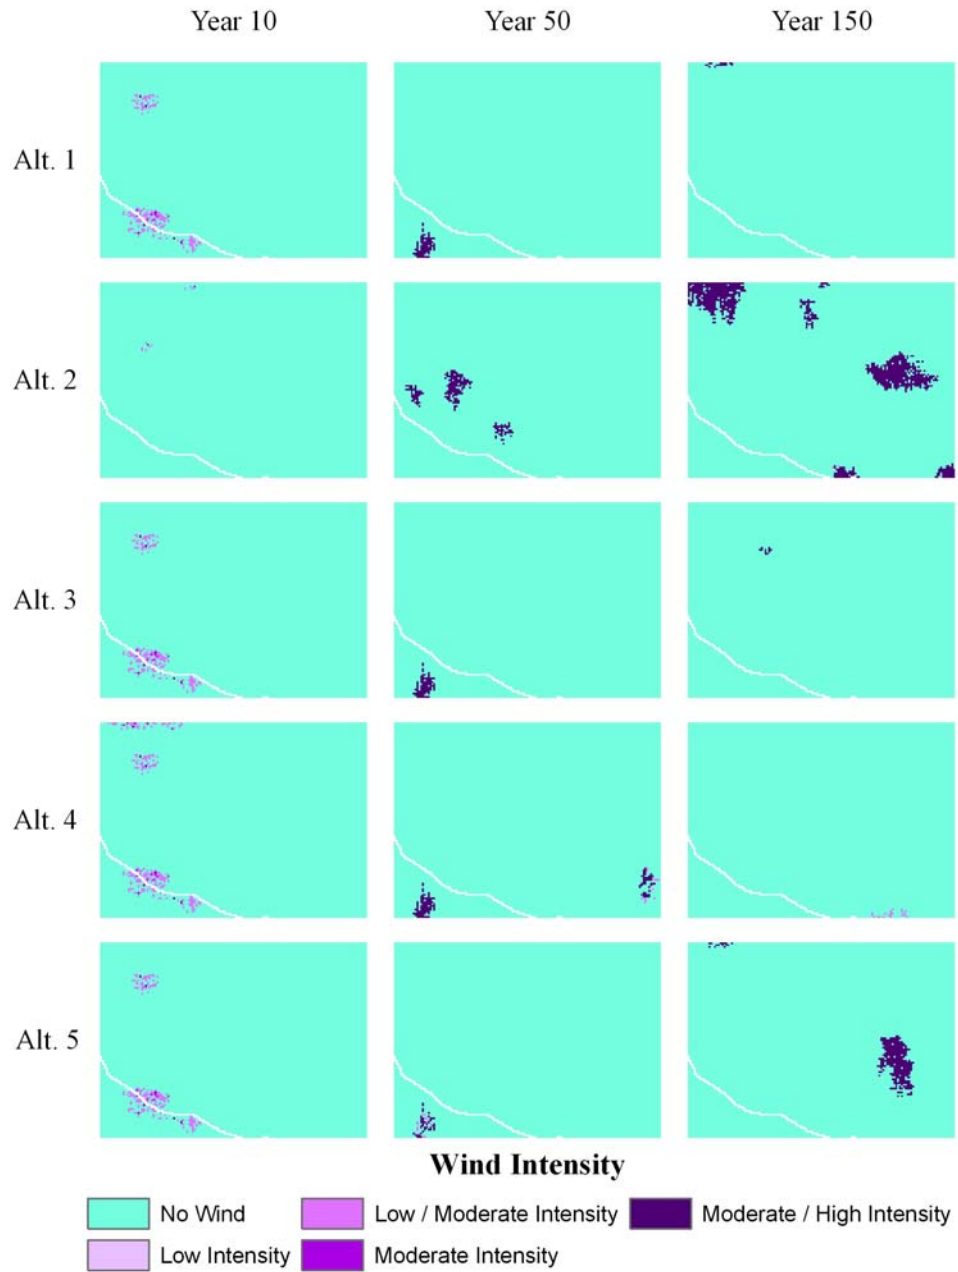 Year 10 Year 50 Year 150
Alt. 1
Alt. 2
Alt. 3
Alt. 4
Alt. 5
Wind Intensity
No Wind Low / Moderate Intensity Moderate / High Intensity
Low Intensity Moderate Intensity